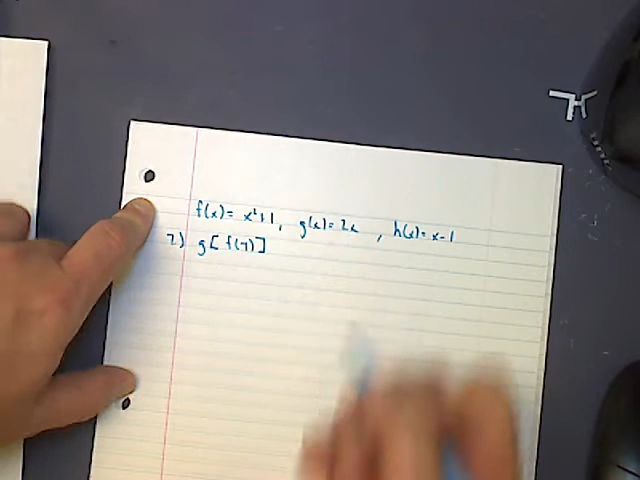 f(x) = x²+1, g(x) = 2x , h(x) = x-1
7) g[f(-1)]